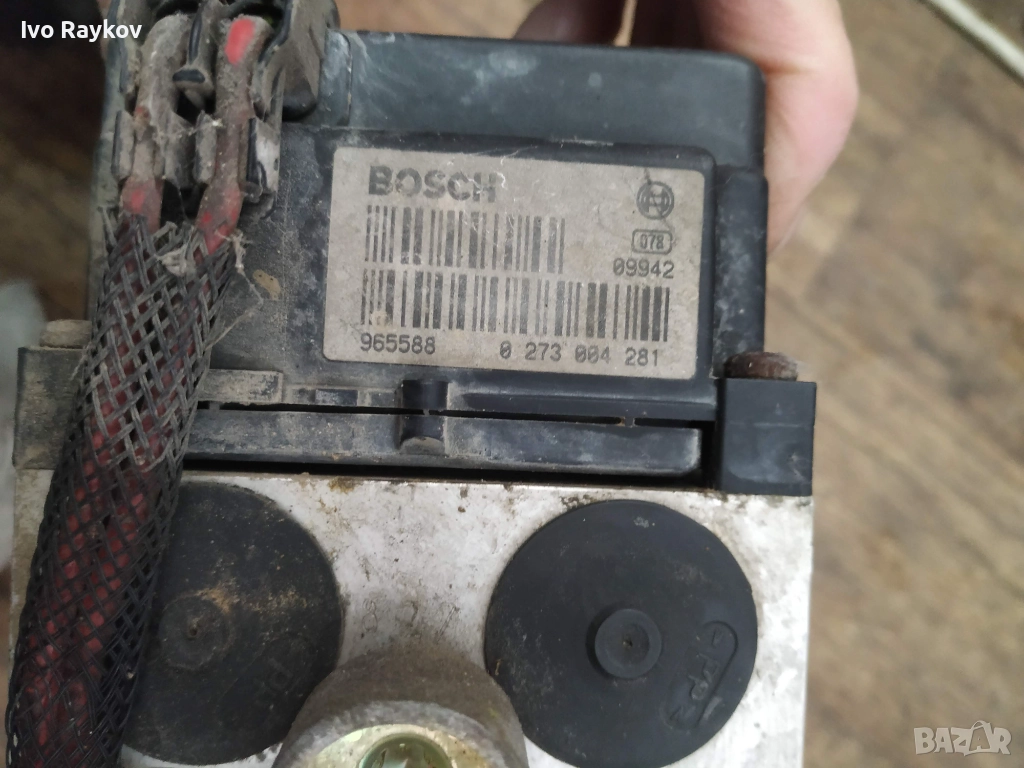 Ivo Raykov
BOSCH
078
09942
965588 0 273 004 281
BAZAR